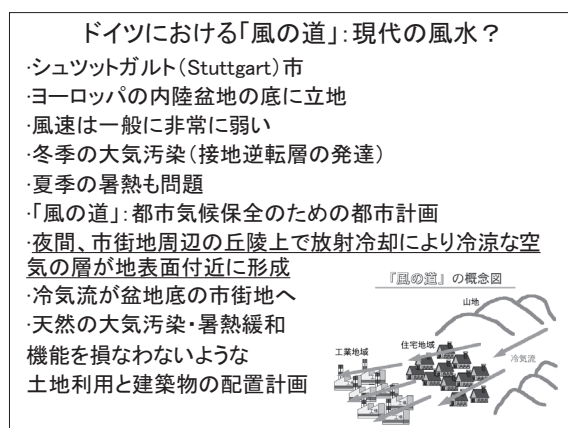 ドイツにおける「風の道」：現代の風水？
·シュツットガルト（Stuttgart）市
·ヨーロッパの内陸盆地の底に立地
·風速は一般に非常に弱い
·冬季の大気汚染（接地逆転層の発達）
·夏季の暑熱も問題
·「風の道」：都市気候保全のための都市計画
·夜間、市街地周辺の丘陵上で放射冷却により冷涼な空
気の層が地表面付近に形成
·冷気流が盆地底の市街地へ
·天然の大気汚染・暑熱緩和
機能を損なわないような
土地利用と建築物の配置計画
『風の道』の概念図
山地
住宅地域
工業地域
冷気流